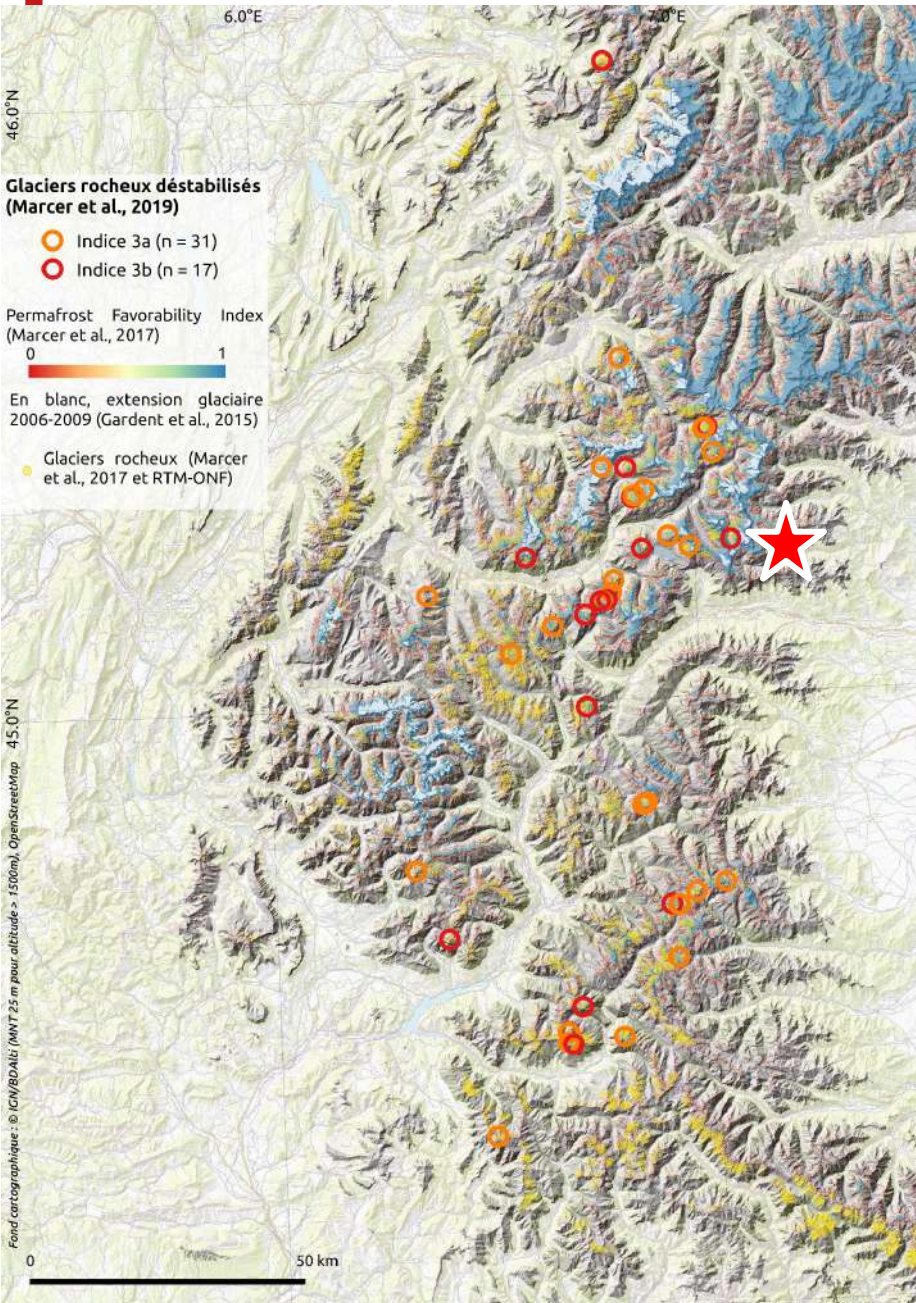 6.0°E
7.0°E
46.0°N
Glaciers rocheux déstabilisés
(Marcer et al., 2019)
Indice 3a (n = 31)
Indice 3b (n = 17)
Permafrost Favorability Index
(Marcer et al., 2017)
0 1
En blanc, extension glaciaire
2006-2009 (Gardent et al., 2015)
Glaciers rocheux (Marcer
et al., 2017 et RTM-ONF)
45.0°N
Fond cartographique : © IGN/BDAlti (MNT 25 m pour altitude > 1500m), OpenStreetMap
0 50 km